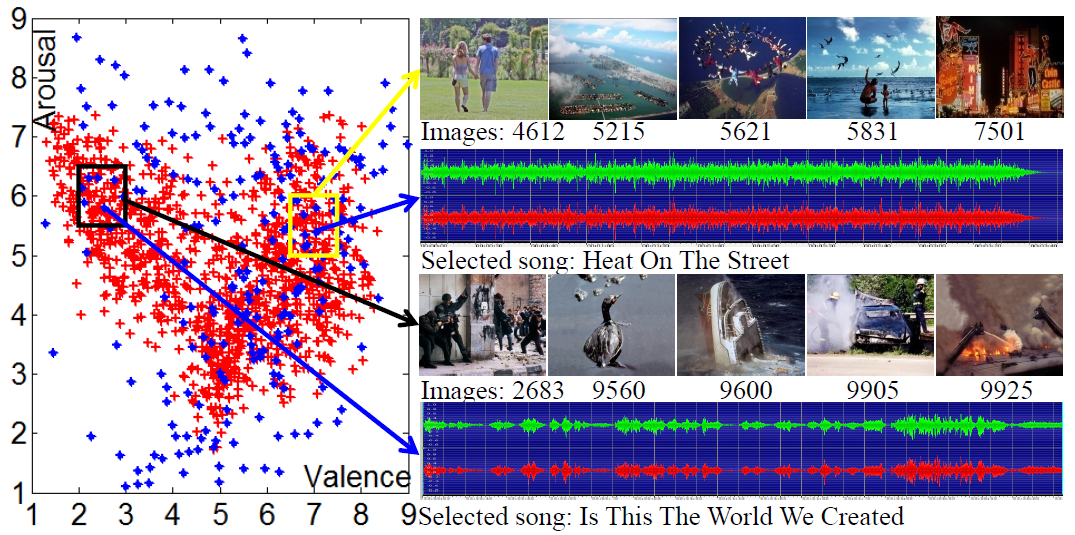 9
8
7
6
5
4
3
2
1
Arousal
Valence
1 2 3 4 5 6 7 8 9
Images: 4612 5215 5621 5831 7501
Selected song: Heat On The Street
Images: 2683 9560 9600 9905 9925
Selected song: Is This The World We Created